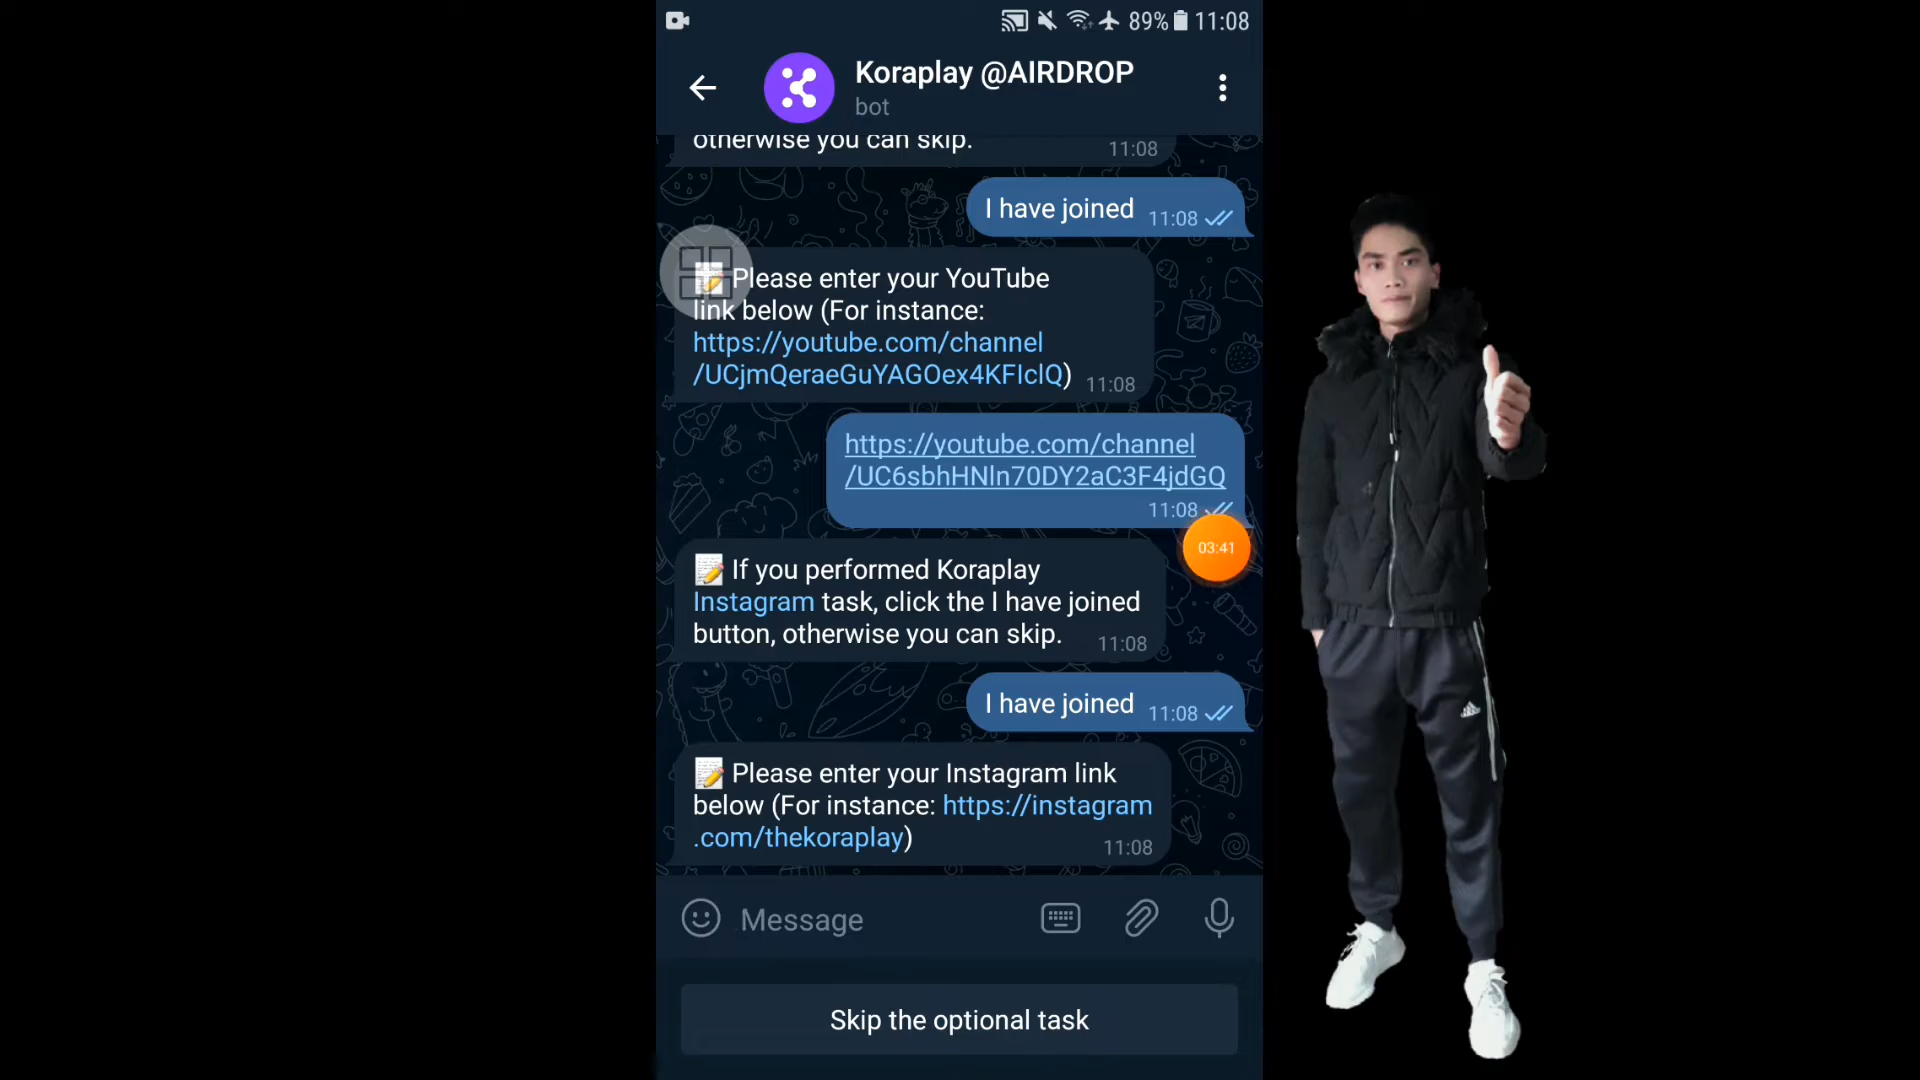 89% 11:08
Koraplay @AIRDROP
bot
otherwise you can skip.
11:08
I have joined 11:08
Please enter your YouTube
link below (For instance:
https://youtube.com/channel
/UCjmQeraeGuYAGOex4KFIclQ) 11:08
https://youtube.com/channel
/UC6sbhHNln70DY2aC3F4jdGQ
11:08
03:41
If you performed Koraplay
Instagram task, click the I have joined
button, otherwise you can skip. 11:08
I have joined 11:08
Please enter your Instagram link
below (For instance: https://instagram
.com/thekoraplay) 11:08
Message
Skip the optional task